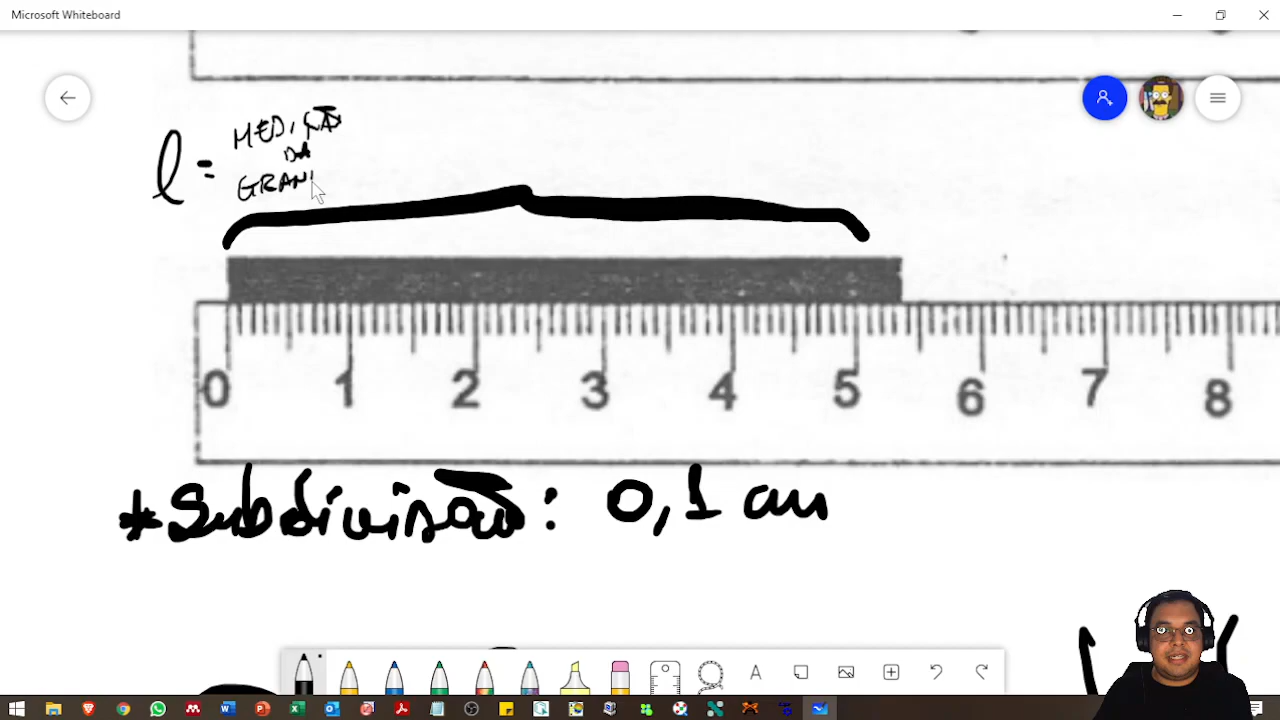 Microsoft Whiteboard
l = MEDIÇÃO
DA
GRAN
0 1 2 3 4 5 6 7 8
*Subdivisão: 0,1 cm